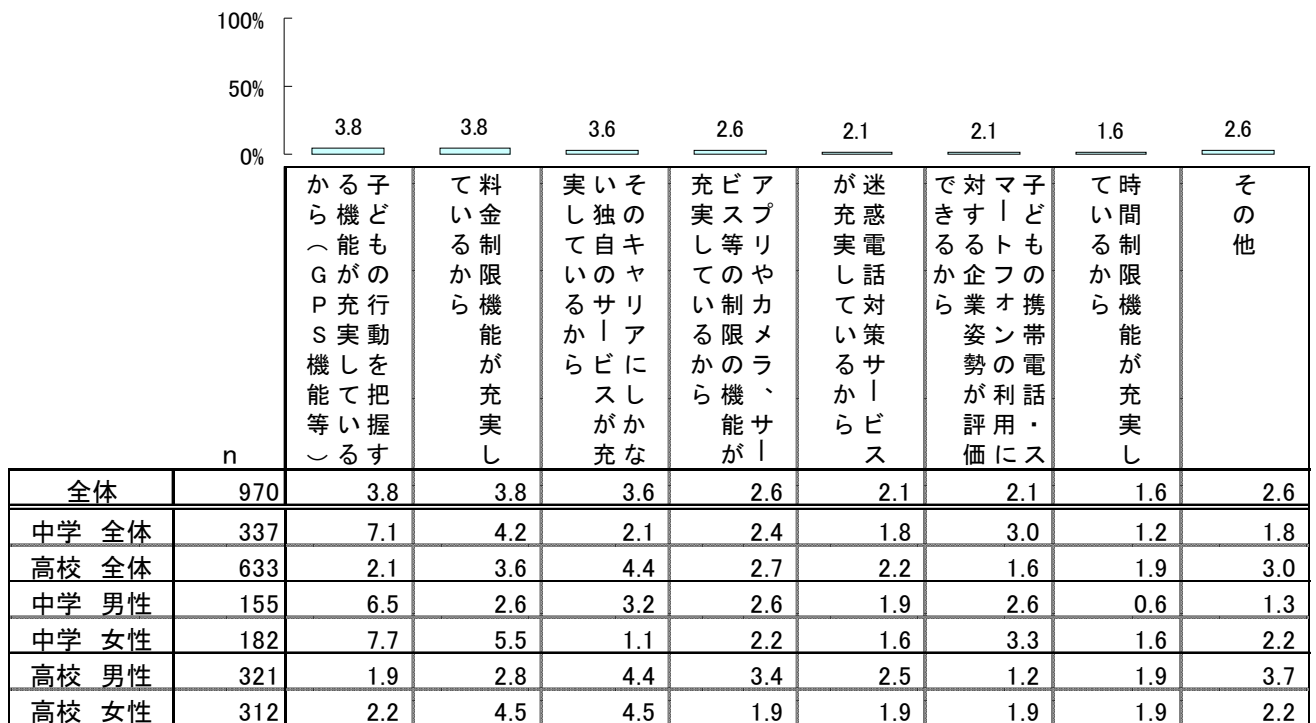 100%
50%
0%
3.8 3.8 3.6 2.6 2.1 2.1 1.6 2.6
子どもの行動を把握す
る機能が充実している
から（ＧＰＳ機能等）
料金制限機能が充実し
ているから
そのキャリアにしかな
い独自のサービスが充
実しているから
アプリやカメラ、サー
ビス等の制限の機能が
充実しているから
迷惑電話対策サービス
が充実しているから
子どもの携帯電話・ス
マートフォンの利用に
対する企業姿勢が評価
できるから
時間制限機能が充実し
ているから
その他
n
全体 970 3.8 3.8 3.6 2.6 2.1 2.1 1.6 2.6
中学 全体 337 7.1 4.2 2.1 2.4 1.8 3.0 1.2 1.8
高校 全体 633 2.1 3.6 4.4 2.7 2.2 1.6 1.9 3.0
中学 男性 155 6.5 2.6 3.2 2.6 1.9 2.6 0.6 1.3
中学 女性 182 7.7 5.5 1.1 2.2 1.6 3.3 1.6 2.2
高校 男性 321 1.9 2.8 4.4 3.4 2.5 1.2 1.9 3.7
高校 女性 312 2.2 4.5 4.5 1.9 1.9 1.9 1.9 2.2